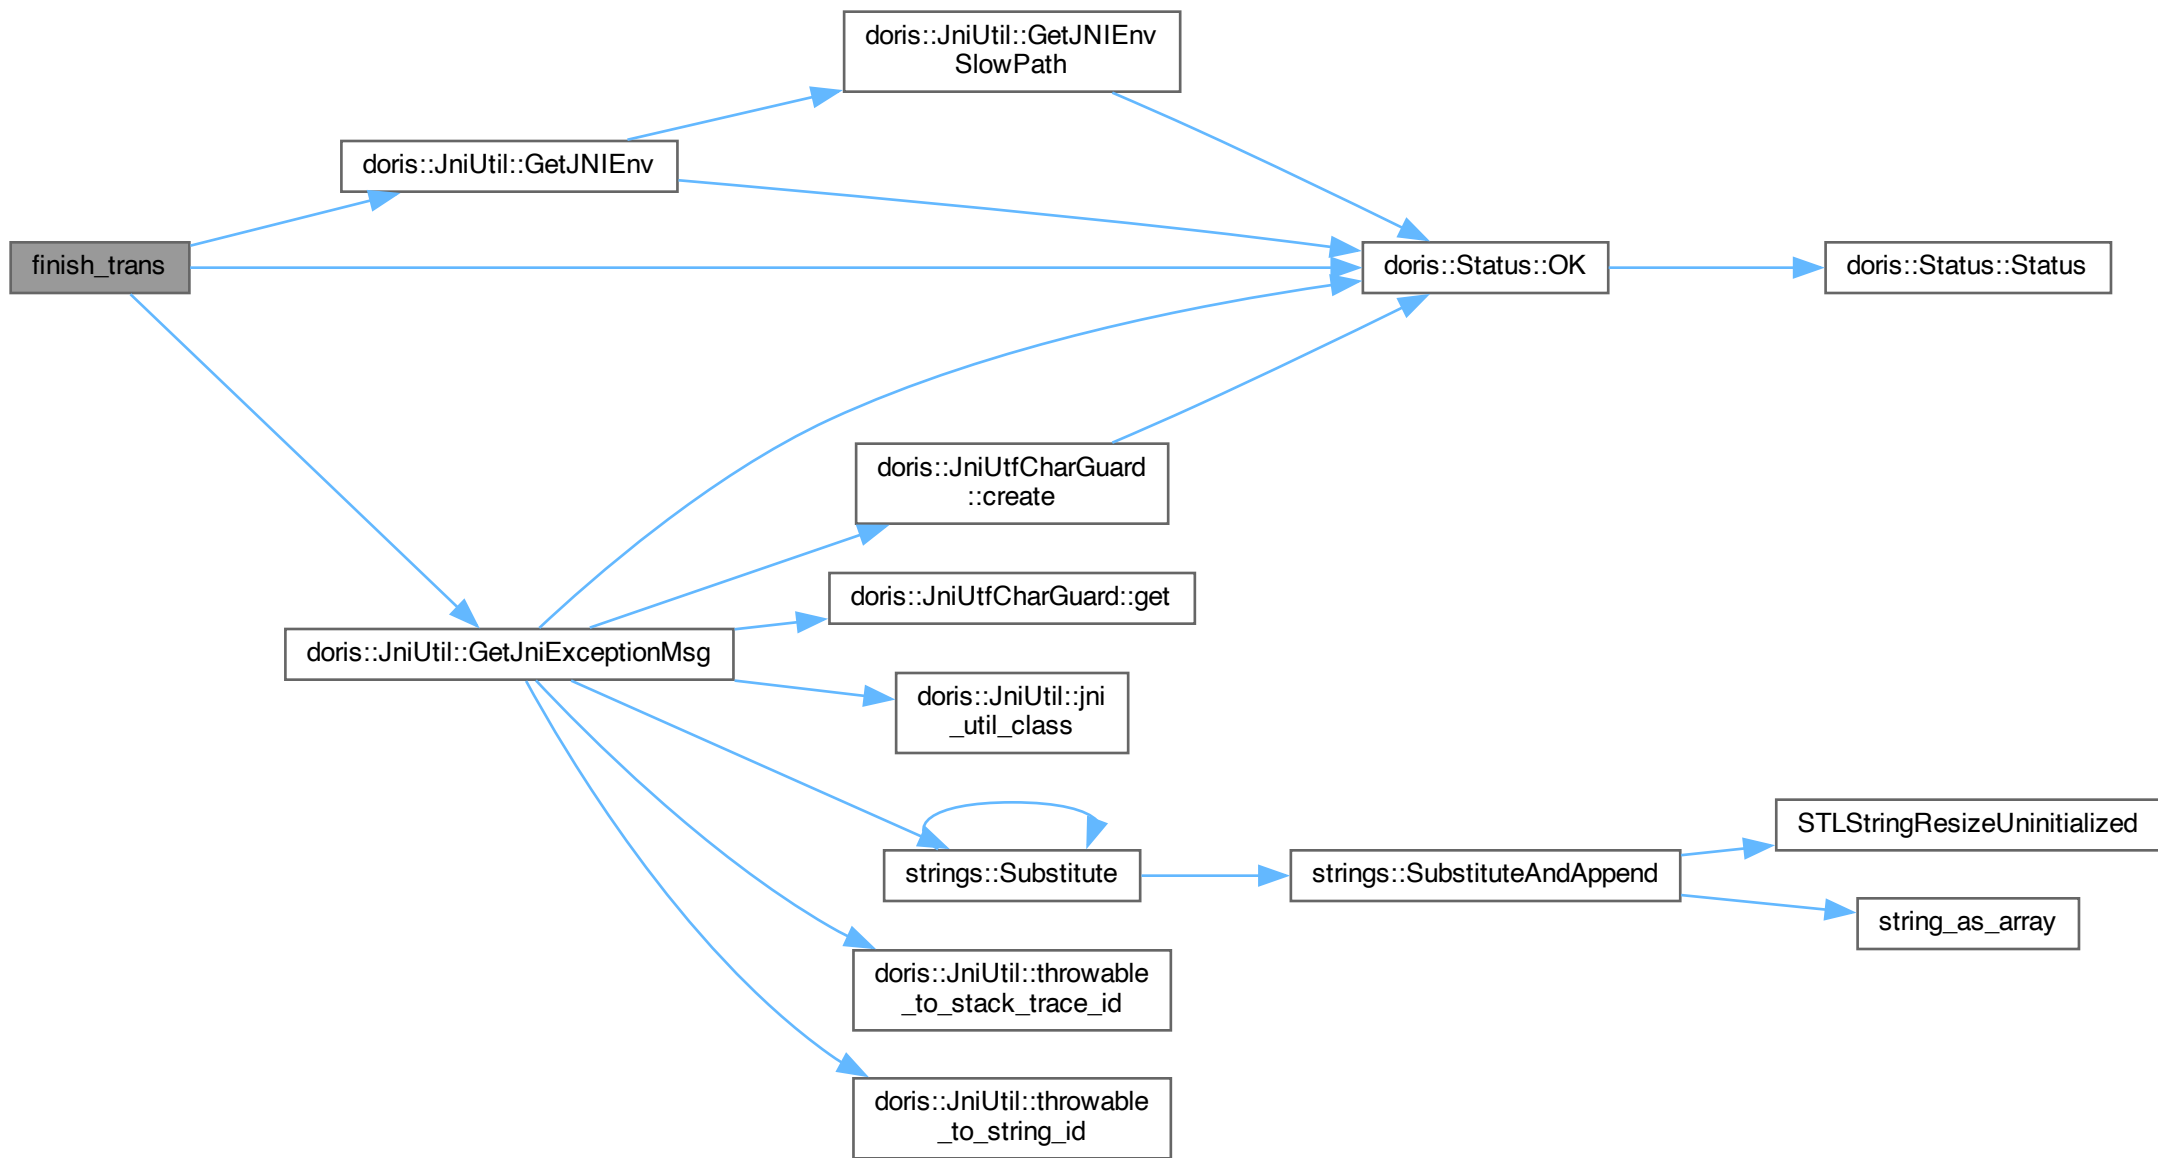 doris::JniUtil::GetJNIEnv
SlowPath
doris::JniUtil::GetJNIEnv
finish_trans
doris::Status::OK
doris::Status::Status
doris::JniUtfCharGuard
::create
doris::JniUtfCharGuard::get
doris::JniUtil::GetJniExceptionMsg
doris::JniUtil::jni
_util_class
strings::Substitute
strings::SubstituteAndAppend
STLStringResizeUninitialized
string_as_array
doris::JniUtil::throwable
_to_stack_trace_id
doris::JniUtil::throwable
_to_string_id